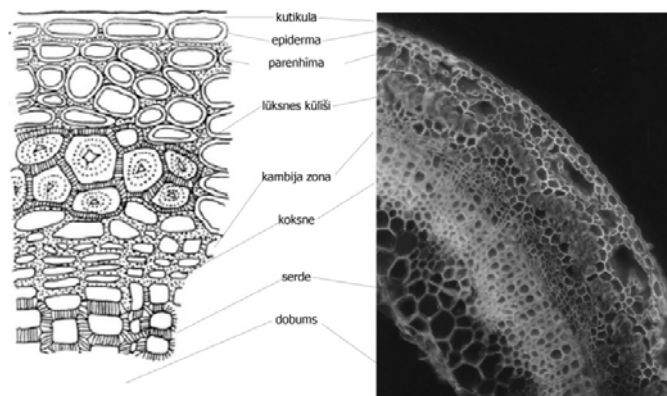 kutikula
epiderma
parenhīma
lūksnes kūlīši
kambija zona
koksne
serde
dobums